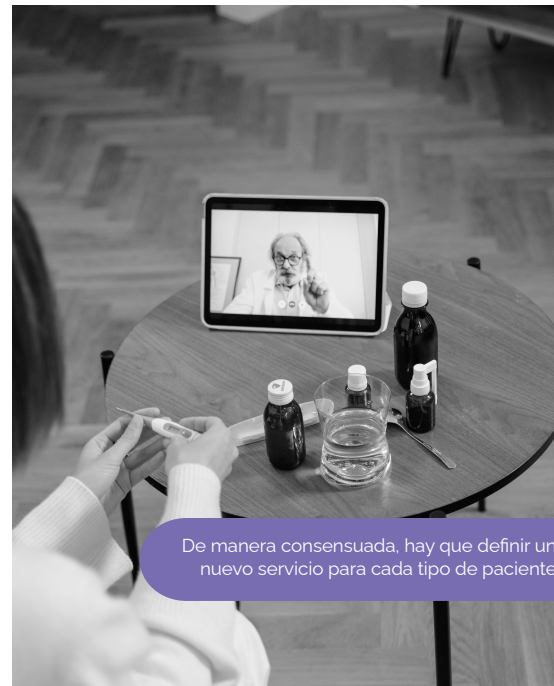 De manera consensuada, hay que definir un
nuevo servicio para cada tipo de paciente